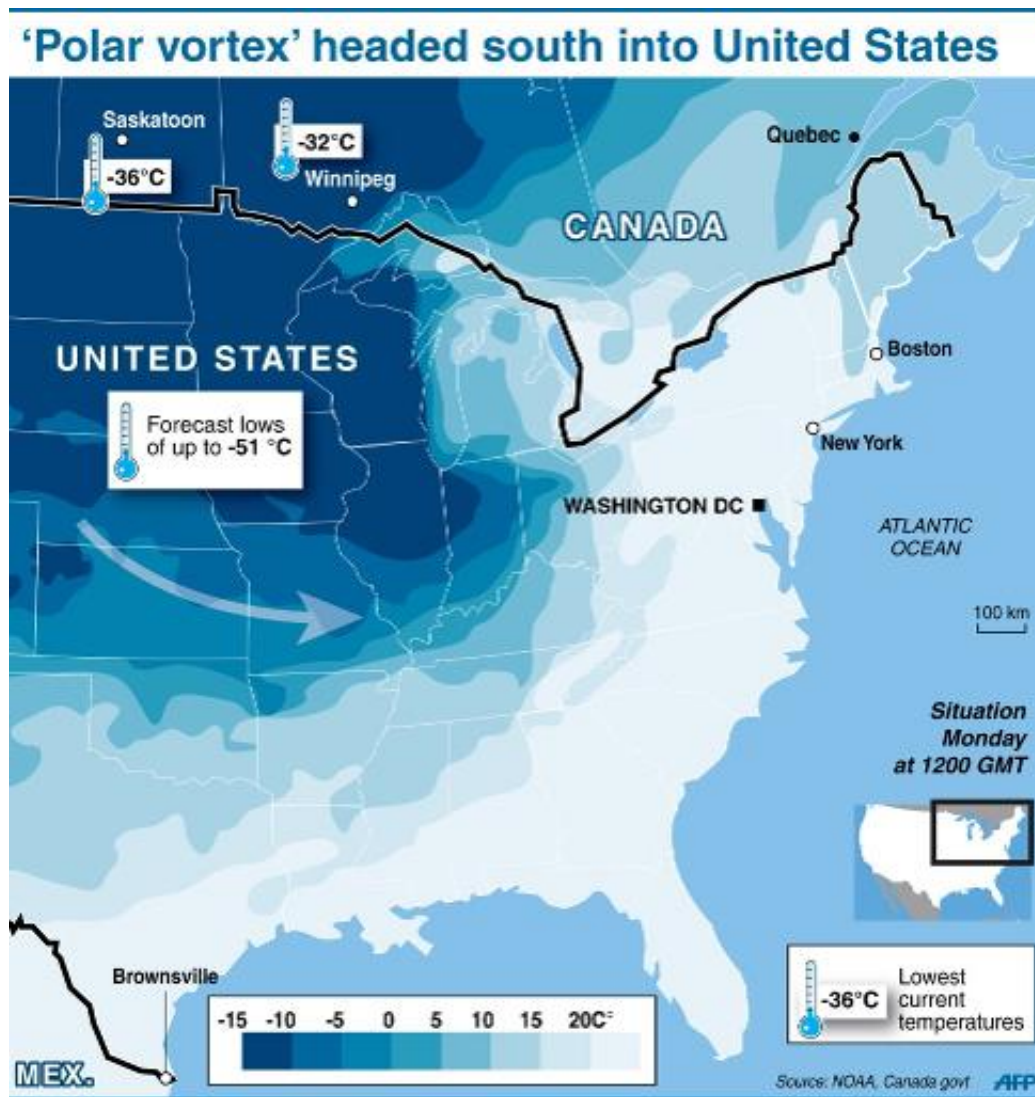 'Polar vortex' headed south into United States
Saskatoon
-36°C
-32°C
Winnipeg
Quebec
CANADA
UNITED STATES
Boston
Forecast lows
of up to -51 °C
New York
WASHINGTON DC
ATLANTIC
OCEAN
100 km
Situation
Monday
at 1200 GMT
Brownsville
-15 -10 -5 0 5 10 15 20C°
-36°C
Lowest
current
temperatures
MEX.
Source: NOAA, Canada govt
AFP